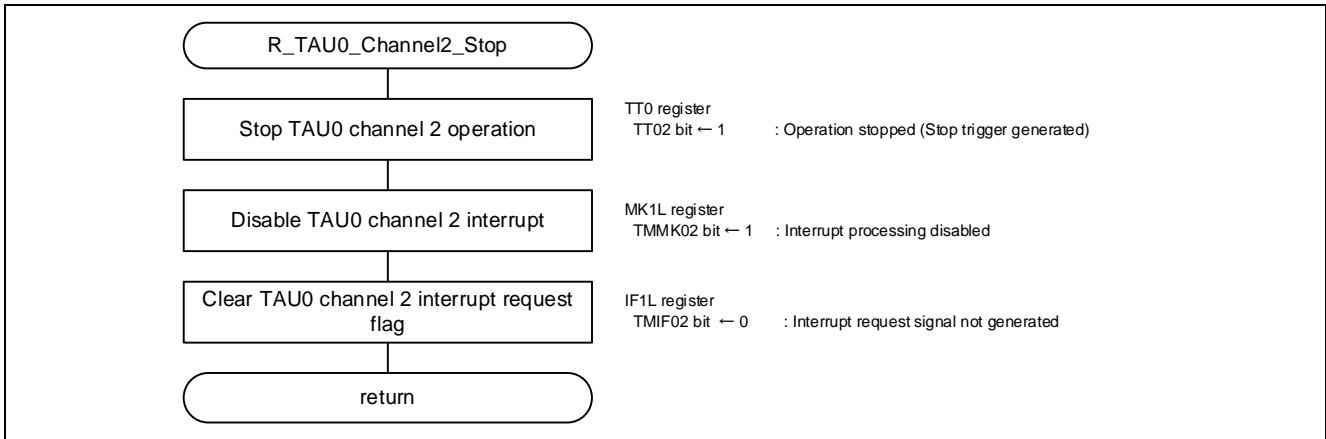 R_TAU0_Channel2_Stop
Stop TAU0 channel 2 operation
TT0 register
TT02 bit ← 1 : Operation stopped (Stop trigger generated)
Disable TAU0 channel 2 interrupt
MK1L register
TMMK02 bit ← 1 : Interrupt processing disabled
Clear TAU0 channel 2 interrupt request
flag
IF1L register
TMIF02 bit ← 0 : Interrupt request signal not generated
return